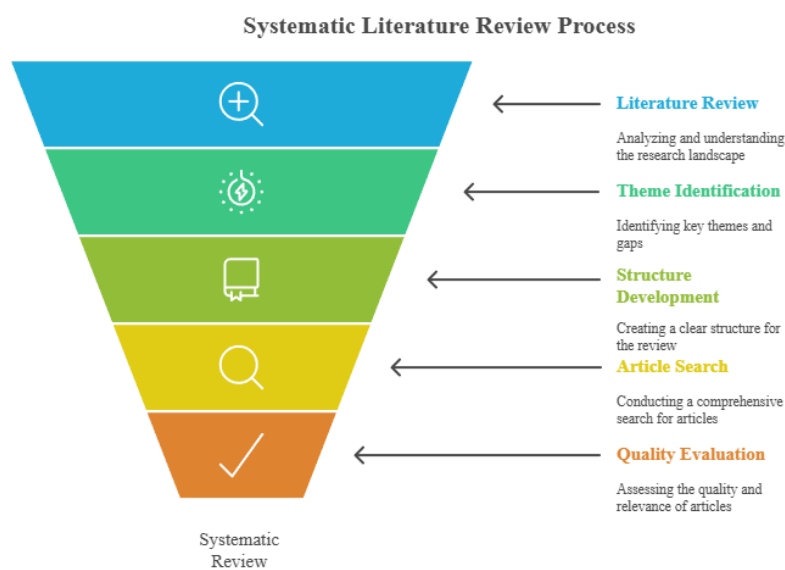 Systematic Literature Review Process
Literature Review
Analyzing and understanding
the research landscape
Theme Identification
Identifying key themes and
gaps
Structure
Development
Creating a clear structure for
the review
Article Search
Conducting a comprehensive
search for articles
Quality Evaluation
Assessing the quality and
relevance of articles
Systematic
Review